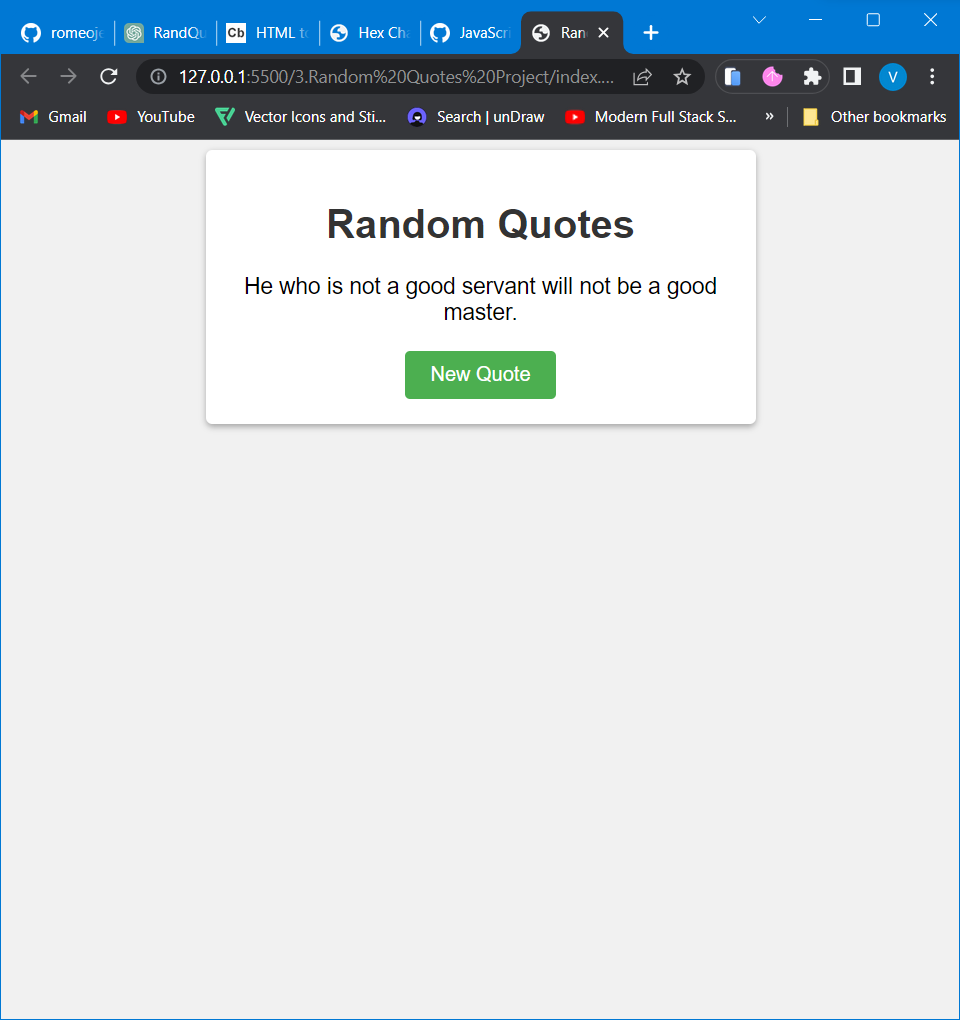 romeoje
RandQu
Cb
HTML to
Hex Cha
JavaScri
Ran
127.0.0.1:5500/3.Random%20Quotes%20Project/index....
V
Gmail
YouTube
Vector Icons and Sti...
Search | unDraw
Modern Full Stack S...
»
Other bookmarks
Random Quotes
He who is not a good servant will not be a good
master.
New Quote